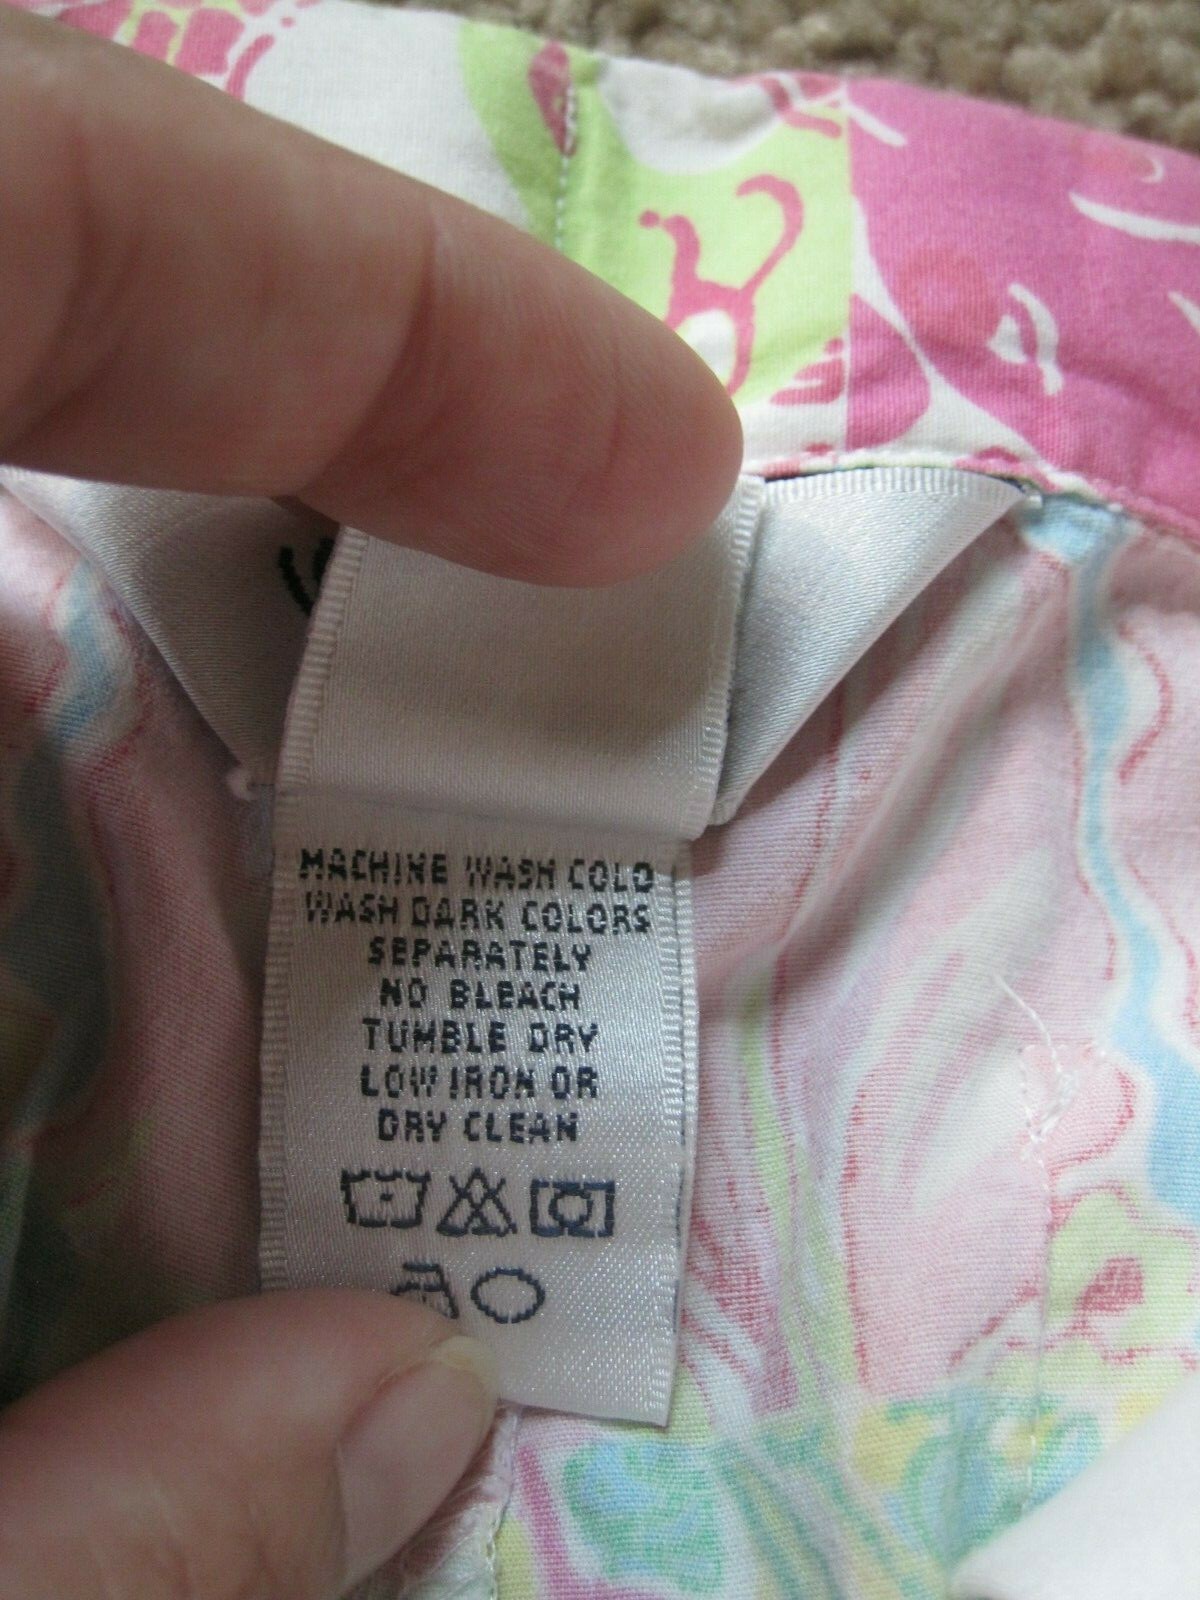 MACHINE WASH COLD
WASH DARK COLORS
SEPARATELY
NO BLEACH
TUMBLE DRY
LOW IRON OR
DRY CLEAN